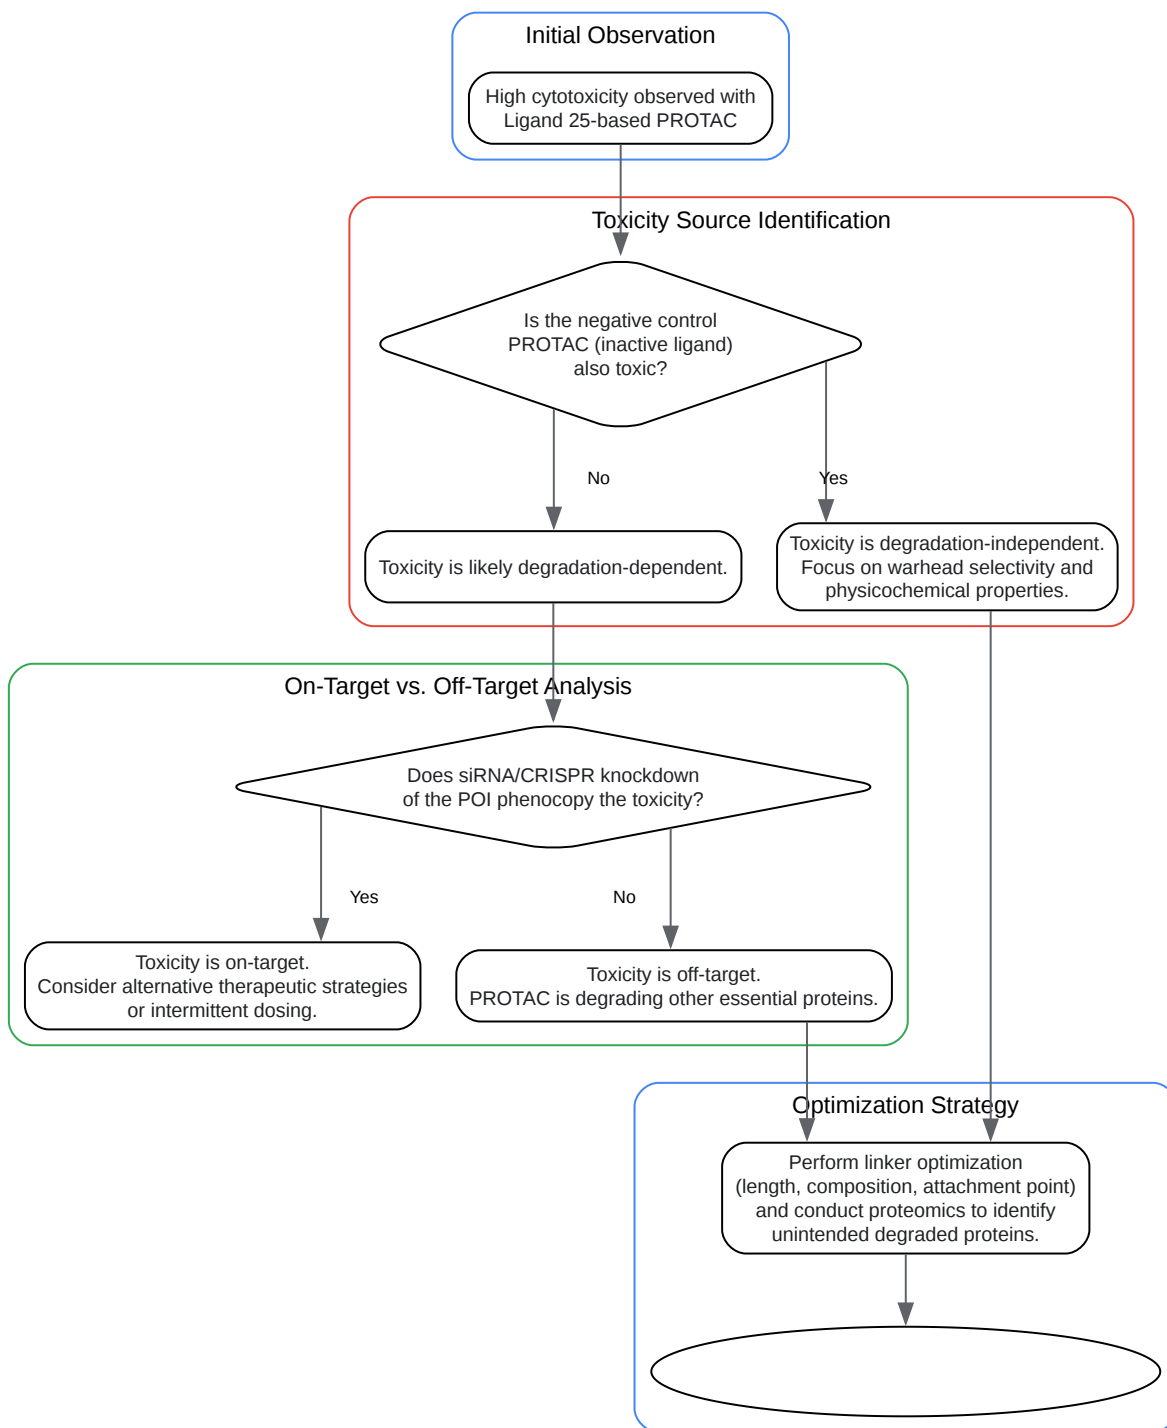 Initial Observation
High cytotoxicity observed with
Ligand 25-based PROTAC
Toxicity Source Identification
Is the negative control
PROTAC (inactive ligand)
also toxic?
No
Yes
Toxicity is likely degradation-dependent.
Toxicity is degradation-independent.
Focus on warhead selectivity and
physicochemical properties.
On-Target vs. Off-Target Analysis
Does siRNA/CRISPR knockdown
of the POI phenocopy the toxicity?
Yes
No
Toxicity is on-target.
Consider alternative therapeutic strategies
or intermittent dosing.
Toxicity is off-target.
PROTAC is degrading other essential proteins.
Optimization Strategy
Perform linker optimization
(length, composition, attachment point)
and conduct proteomics to identify
unintended degraded proteins.